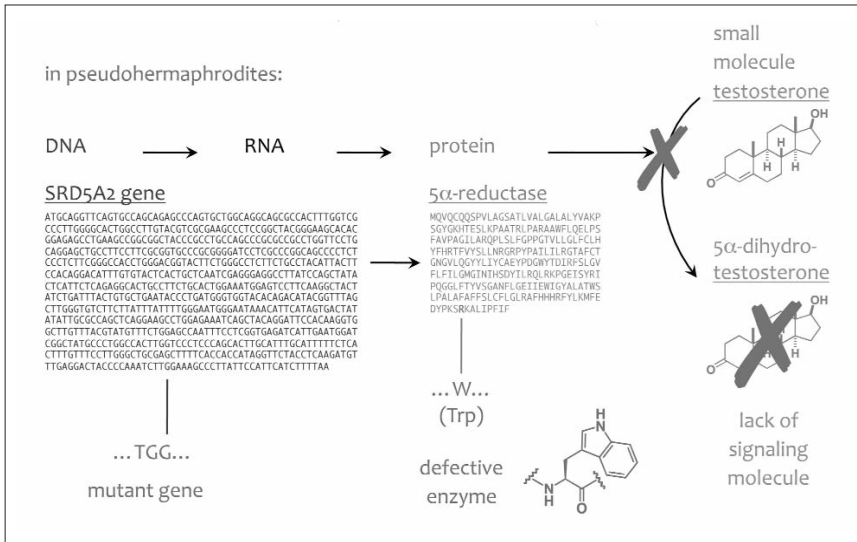 small
molecule
testosterone
in pseudohermaphrodites:
DNA
RNA
protein
SRD5A2 gene
ATGCAGGTTCAGTGCCAGCAGAGCCCAGTGCTGGCAGGCAGCGCCACTTTGGTCG
CCCTTGGGGCACTGGCCTTGTACGTCGCGAAGCCCTCCGGCTACGGGAAGCACAC
GGAGAGCCTGAAGCCGGCGGCTACCCGCCTGCCAGCCCGCGCCGCCTGGTTCCTG
CAGGAGCTGCCTTCCTTCGCGGTGCCCGCGGGGATCCTCGCCCGGCAGCCCCTCT
CCCTCTTCGGGCCACCTGGGACGGTACTTCTGGGCCTCTTCTGCCTACATTACTT
CCACAGGACATTTGTGTACTCACTGCTCAATCGAGGGAGGCCTTATCCAGCTATA
CTCATTCTCAGAGGCACTGCCTTCTGCACTGGAAATGGAGTCCTTCAAGGCTACT
ATCTGATTTACTGTGCTGAATACCCTGATGGGTGGTACACAGACATACGGTTTAG
CTTGGGTGTCTTCTTATTTATTTTGGGAATGGGAATAAACATTCATAGTGACTAT
ATATTGCGCCAGCTCAGGAAGCCTGGAGAAATCAGCTACAGGATTCCACAAGGTG
GCTTGTTTACGTATGTTTCTGGAGCCAATTTCCTCGGTGAGATCATTGAATGGAT
CGGCTATGCCCTGGCCACTTGGTCCCTCCCAGCACTTGCATTTGCATTTTTCTCA
CTTTGTTTCCTTGGGCTGCGAGCTTTTCACCACCATAGGTTCTACCTCAAGATGT
TTGAGGACTACCCCAAATCTTGGAAAGCCCTTATTCCATTCATCTTTTAA
5α-reductase
MQVQCQQSPVLAGSATLVALGALALYVAKP
SGYGKHTESLKPAATRLPARAAWFLQELPS
FAVPAGILARQPLSLFGPPGTVLLGLFCLH
YFHRTFVYSLLNRGRPYPAILILRGTAFCT
GNGVLQGYYLIYCAEYPDGWYTDIRFSLGV
FLFILGMGINIHSDYILRQLRKPGEISYRI
PQGGLFTYVSGANFLGEIIEWIGYALATWS
LPALAFAFFSLCFLGLRAFHHHRFYLKMFE
DYPKSRKALIPFIF
OH
H
H
H
O
5α-dihydro-
testosterone
OH
H
O
H
…TGG…
mutant gene
…W…
(Trp)
defective
enzyme
H
N
N
H
O
lack of
signaling
molecule